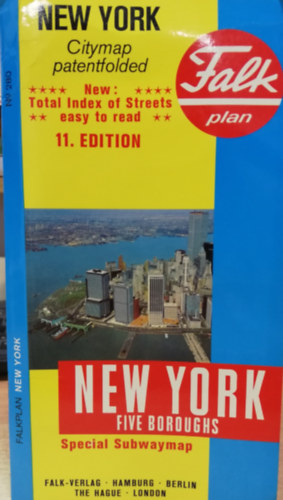 NEW YORK
Citymap
patentfolded
★★★★ New: ★★★★
Total Index of Streets
★★ easy to read ★★
11. EDITION
Falk
plan
NEW YORK
FIVE BOROUGHS
Special Subwaymap
FALK-VERLAG · HAMBURG · BERLIN
THE HAGUE · LONDON
FALKPLAN NEW YORK